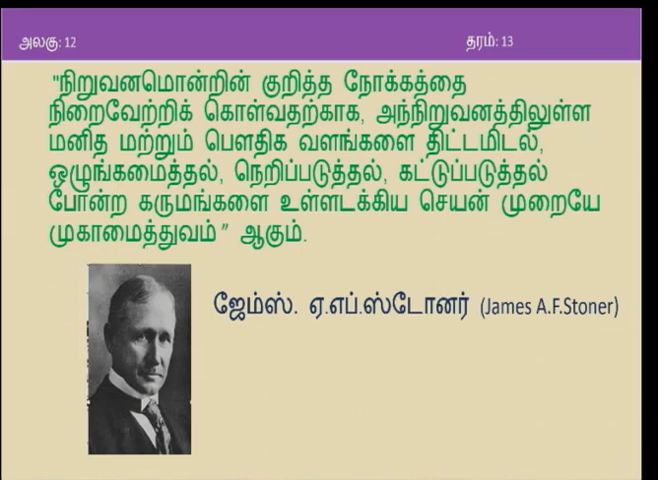 அலகு: 12
தரம்: 13
"நிறுவனமொன்றின் குறித்த நோக்கத்தை
நிறைவேற்றிக் கொள்வதற்காக, அந்நிறுவனத்திலுள்ள
மனித மற்றும் பௌதிக வளங்களை திட்டமிடல்,
ஒழுங்கமைத்தல், நெறிப்படுத்தல், கட்டுப்படுத்தல்
போன்ற கருமங்களை உள்ளடக்கிய செயன் முறையே
முகாமைத்துவம் " ஆகும்.
ஜேம்ஸ். ஏ.எப்.ஸ்டோனர் (James A.F.Stoner)